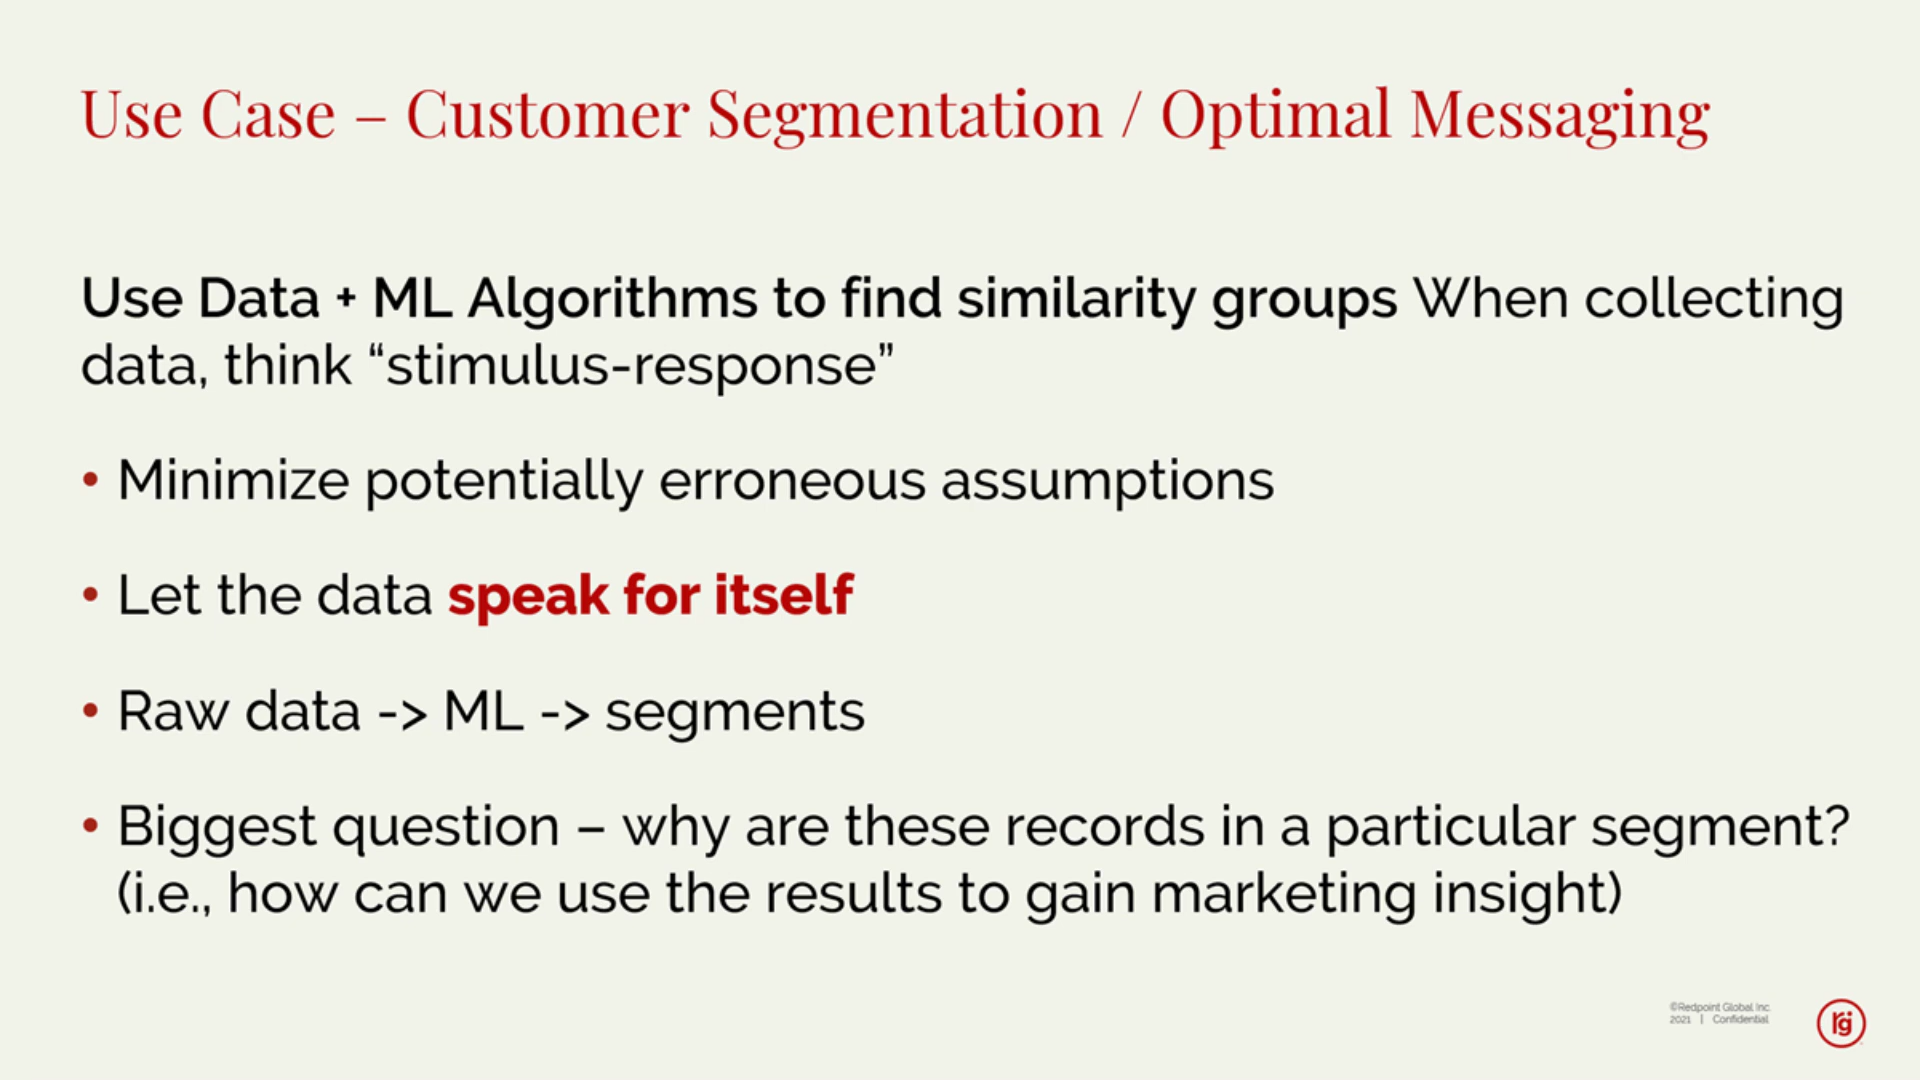 Use Case – Customer Segmentation / Optimal Messaging
Use Data + ML Algorithms to find similarity groups When collecting
data, think “stimulus-response”
• Minimize potentially erroneous assumptions
• Let the data speak for itself
• Raw data -> ML -> segments
• Biggest question – why are these records in a particular segment?
(i.e., how can we use the results to gain marketing insight)
©Redpoint Global Inc.
2021 | Confidential
rg